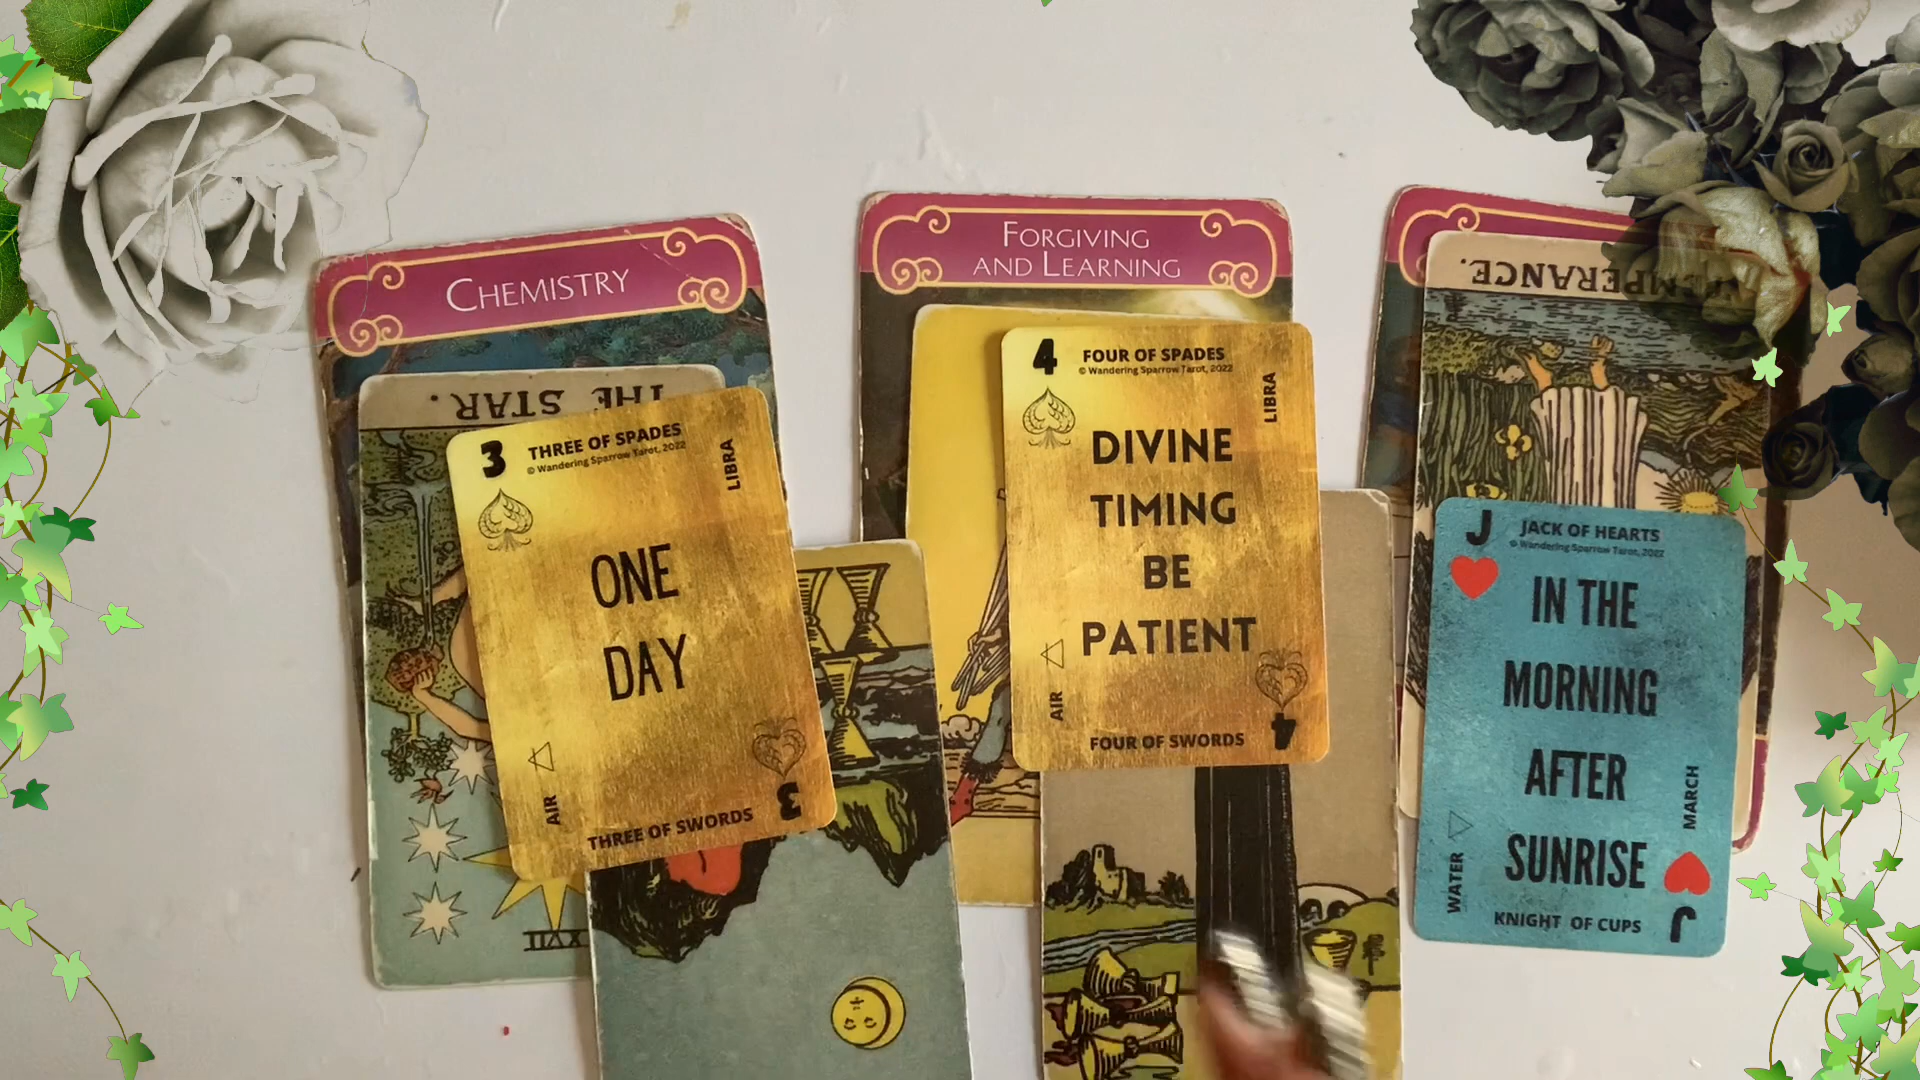 CHEMISTRY
THE STAR.
3
THREE OF SPADES
© Wandering Sparrow Tarot, 2022
LIBRA
ONE
DAY
AIR
THREE OF SWORDS
3
XVII
FORGIVING
AND LEARNING
4
FOUR OF SPADES
© Wandering Sparrow Tarot, 2022
LIBRA
DIVINE
TIMING
BE
PATIENT
AIR
FOUR OF SWORDS
4
TEMPERANCE.
J
JACK OF HEARTS
© Wandering Sparrow Tarot, 2022
IN THE
MORNING
AFTER
SUNRISE
MARCH
WATER
KNIGHT OF CUPS
J